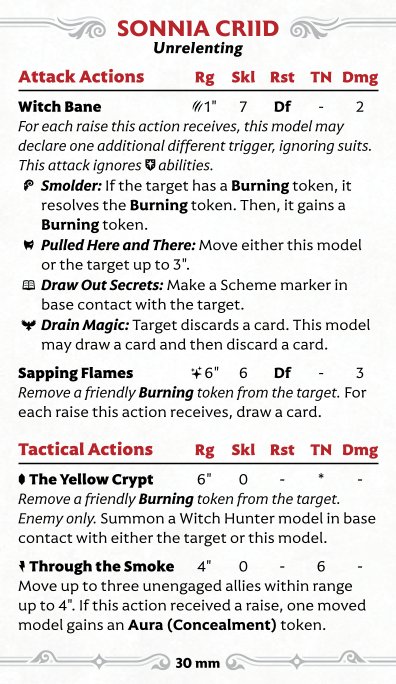 SONNIA CRIID
Unrelenting
Attack Actions Rg Skl Rst TN Dmg
Witch Bane 1" 7 Df - 2
For each raise this action receives, this model may
declare one additional different trigger, ignoring suits.
This attack ignores abilities.
Smolder: If the target has a Burning token, it
resolves the Burning token. Then, it gains a
Burning token.
Pulled Here and There: Move either this model
or the target up to 3".
Draw Out Secrets: Make a Scheme marker in
base contact with the target.
Drain Magic: Target discards a card. This model
may draw a card and then discard a card.
Sapping Flames 6" 6 Df - 3
Remove a friendly Burning token from the target. For
each raise this action receives, draw a card.
Tactical Actions Rg Skl Rst TN Dmg
The Yellow Crypt 6" 0 - * -
Remove a friendly Burning token from the target.
Enemy only. Summon a Witch Hunter model in base
contact with either the target or this model.
Through the Smoke 4" 0 - 6 -
Move up to three unengaged allies within range
up to 4". If this action received a raise, one moved
model gains an Aura (Concealment) token.
30 mm